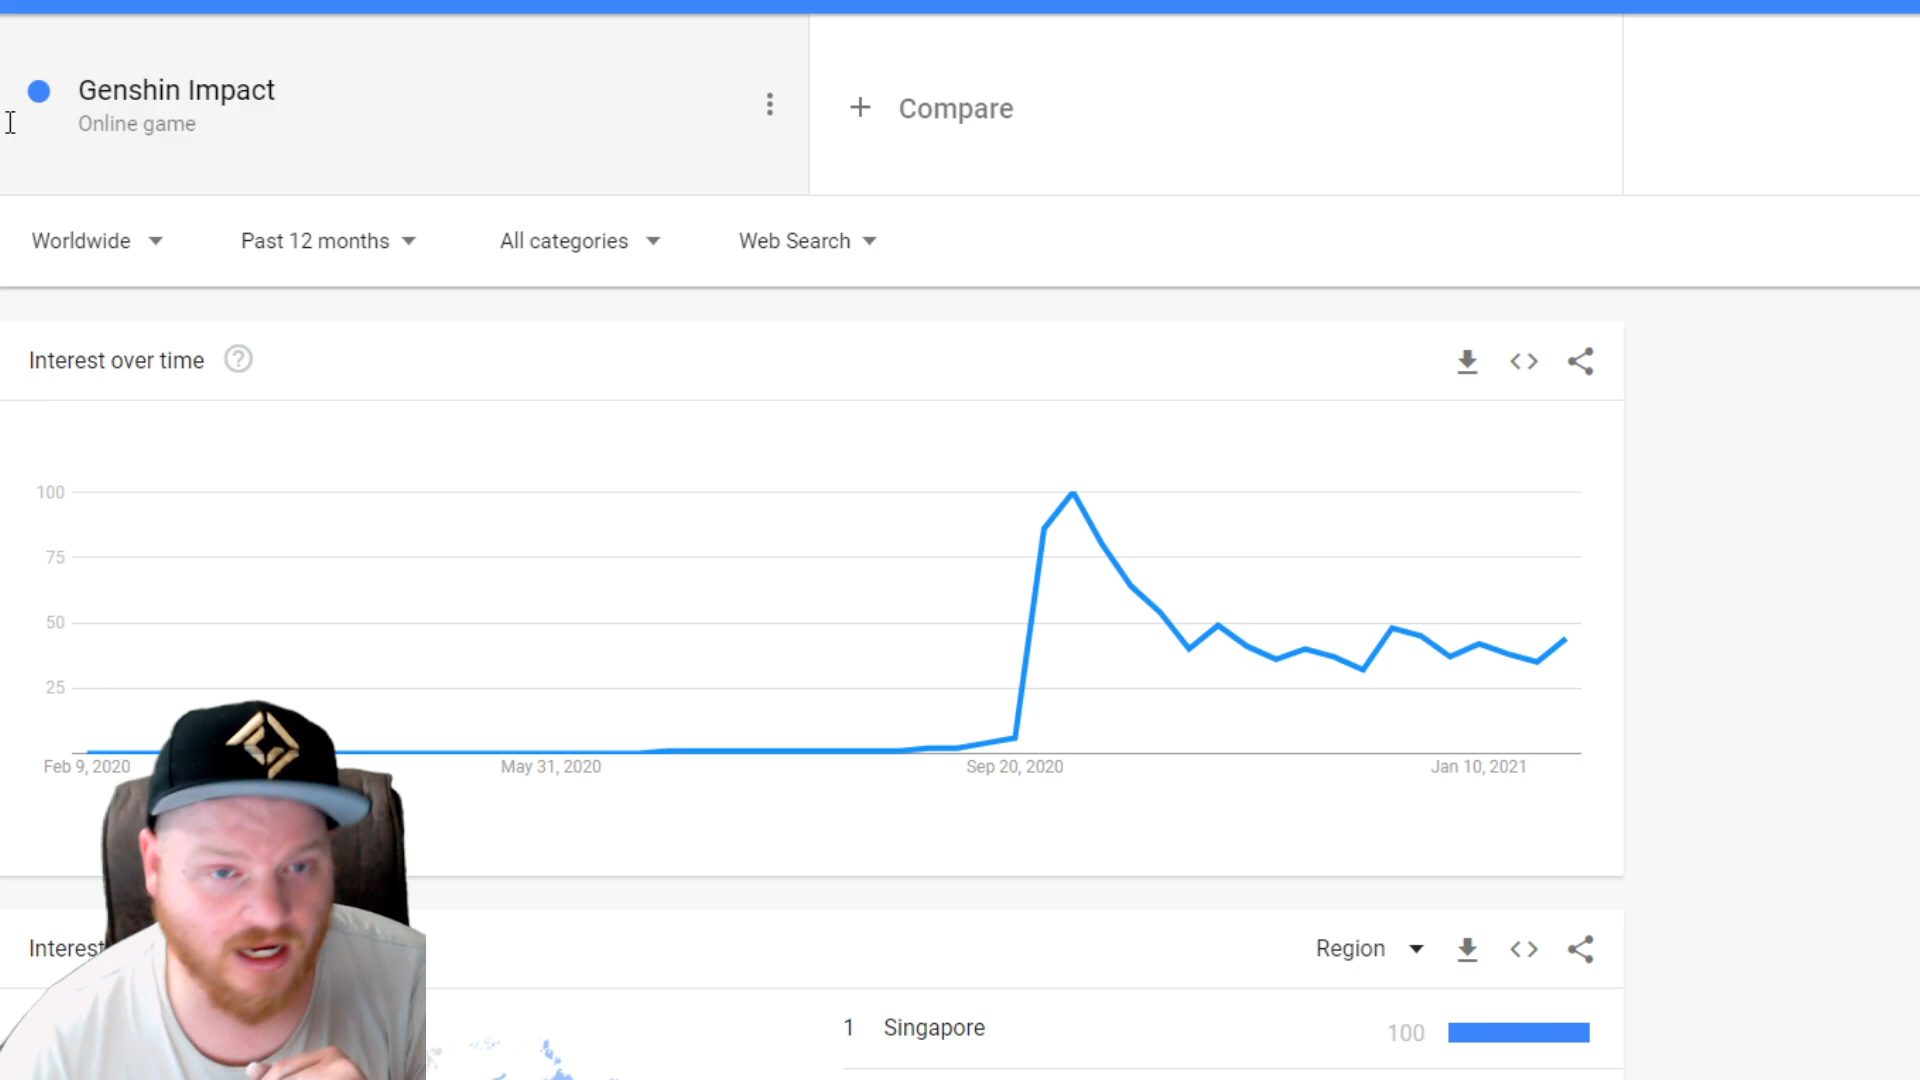 Genshin Impact
Online game
+ Compare
Worldwide
Past 12 months
All categories
Web Search
Interest over time
100
75
50
25
Feb 9, 2020
May 31, 2020
Sep 20, 2020
Jan 10, 2021
Interest
Region
1 Singapore 100